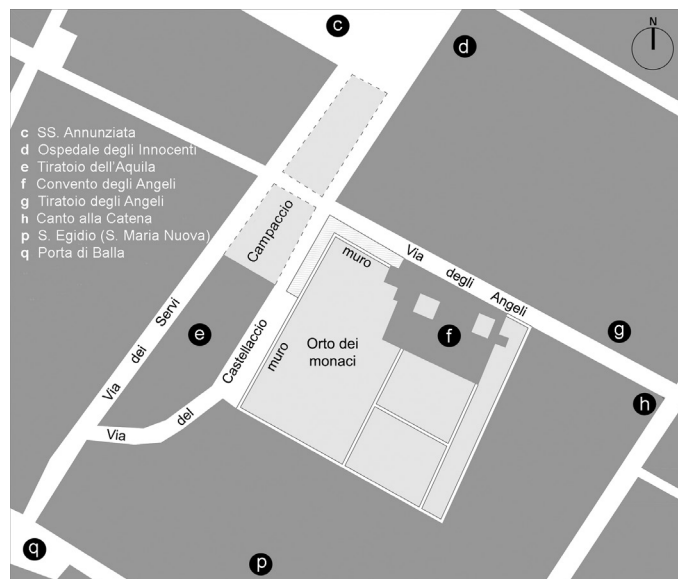 c
N
d
c SS. Annunziata
d Ospedale degli Innocenti
e Tiratoio dell'Aquila
f Convento degli Angeli
g Tiratoio degli Angeli
h Canto alla Catena
p S. Egidio (S. Maria Nuova)
q Porta di Balla
Campaccio
muro
Via degli Angeli
Via dei Servi
e
Castellaccio
muro
Orto dei
monaci
f
g
h
Via del
q
p